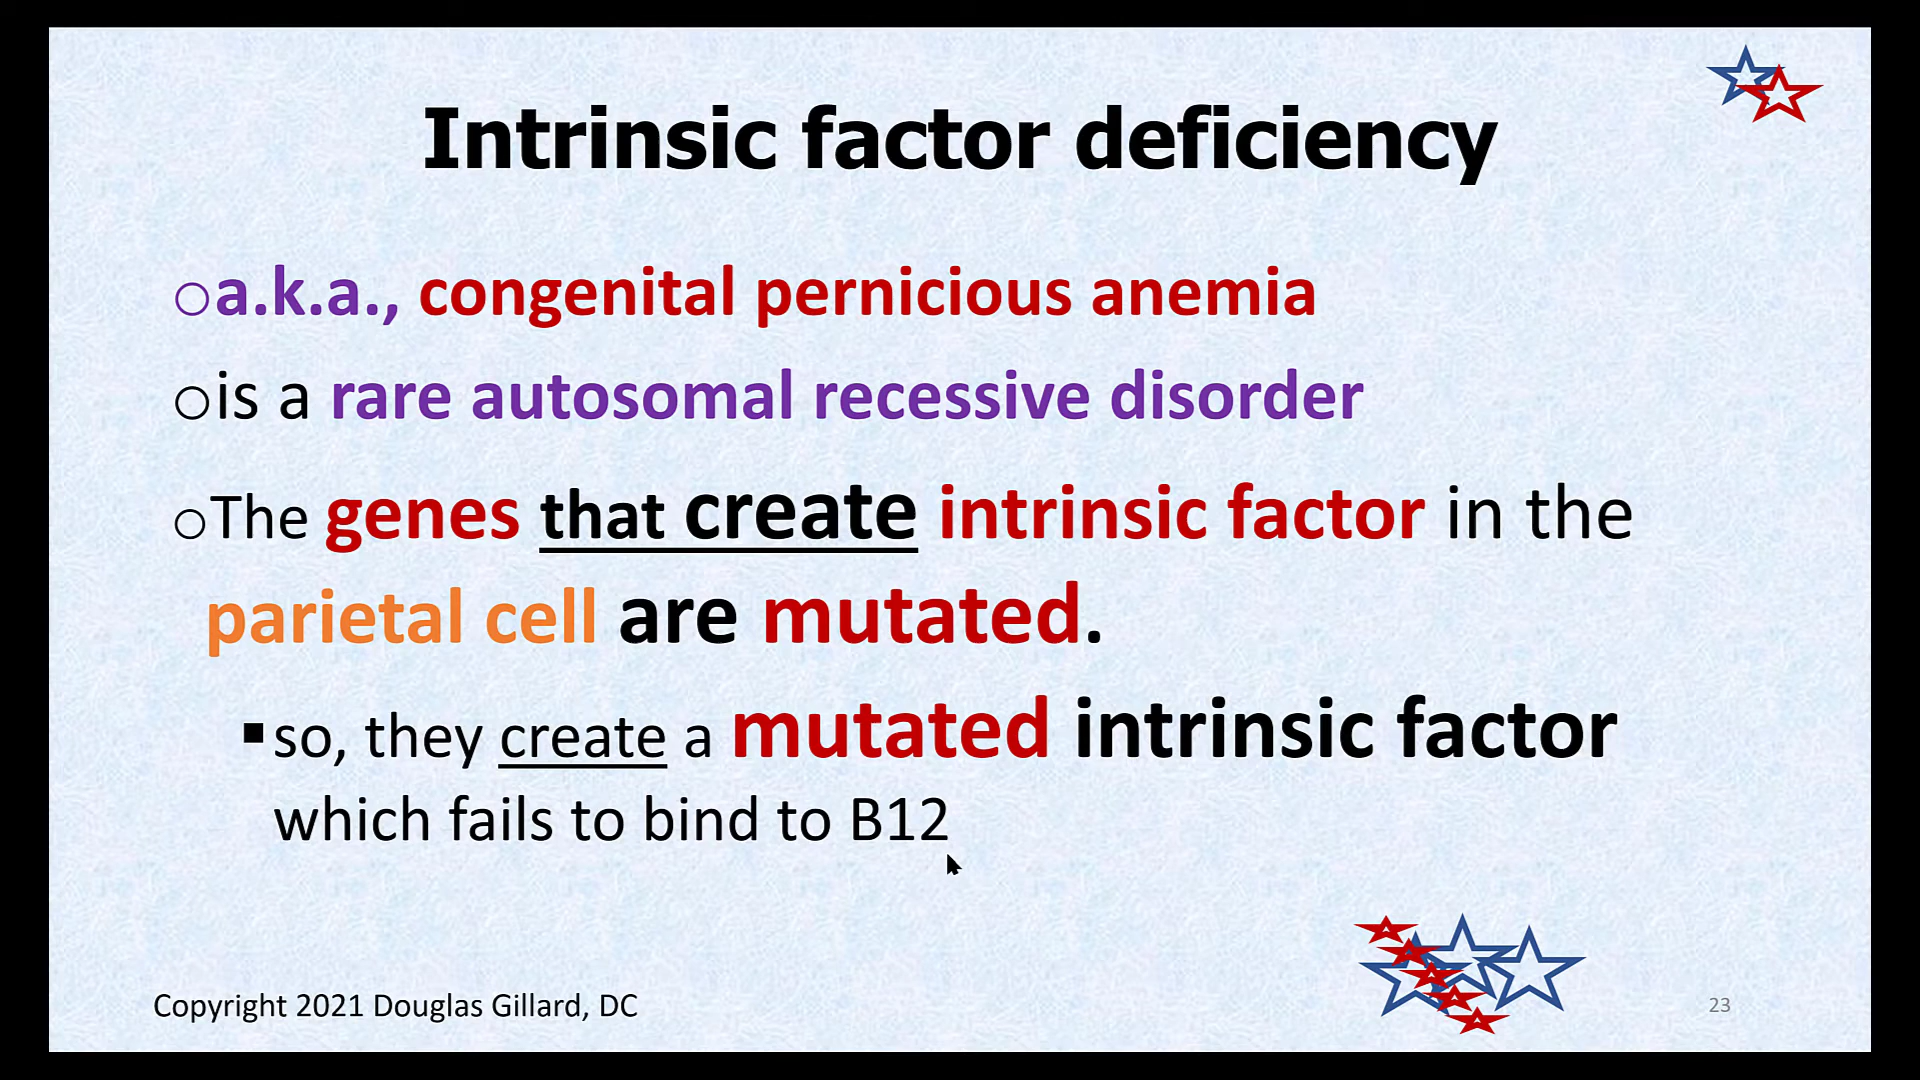 Intrinsic factor deficiency
a.k.a., congenital pernicious anemia
is a rare autosomal recessive disorder
The genes that create intrinsic factor in the
parietal cell are mutated.
so, they create a mutated intrinsic factor
which fails to bind to B12
Copyright 2021 Douglas Gillard, DC
23